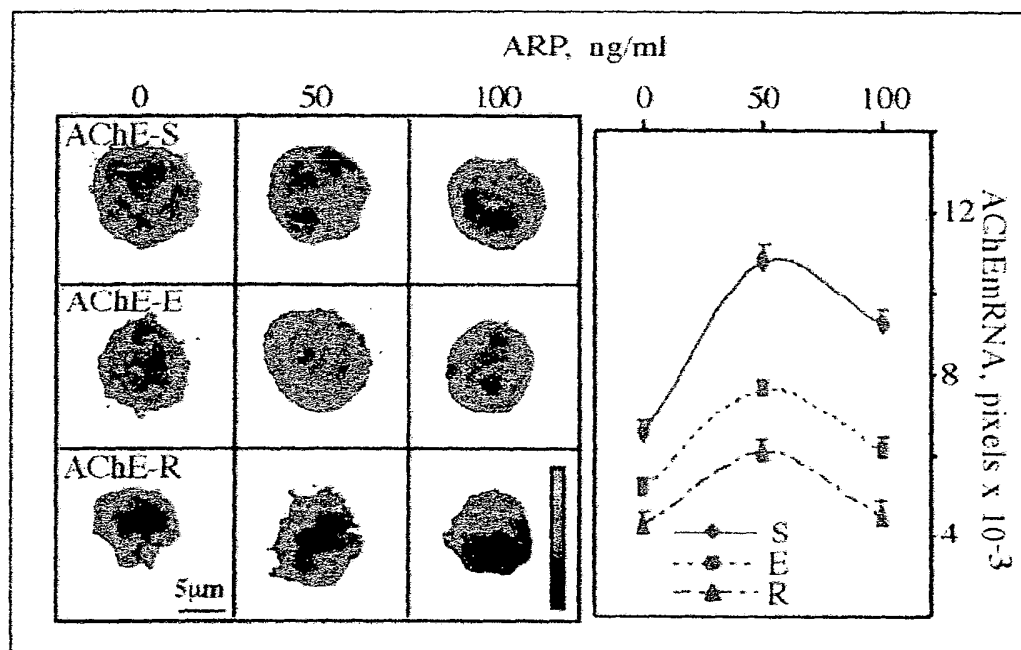 ARP, ng/ml
0 50 100
0 50 100
AChE-S
AChE-E
AChE-R
5µm
12
8
4
AChEmRNA, pixels x 10-3
S
E
R